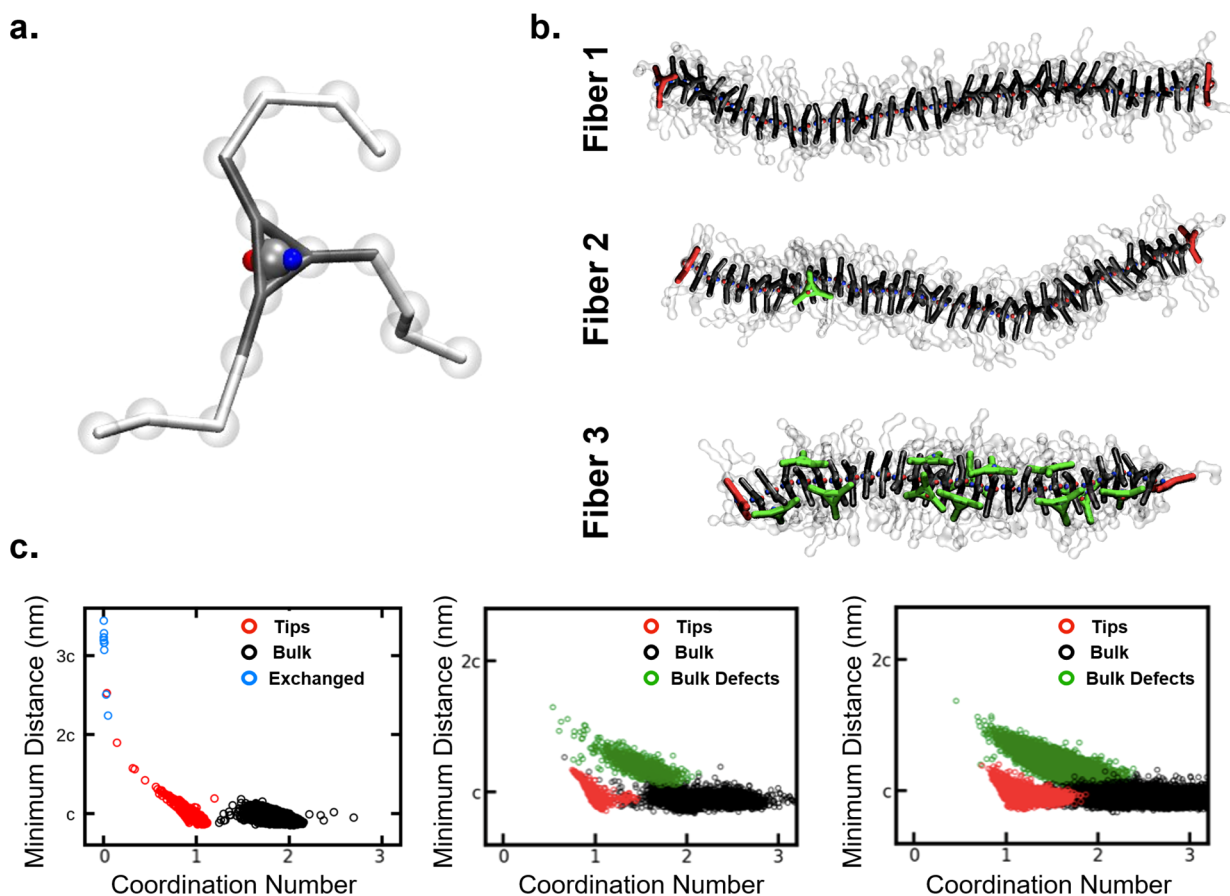 a.
b.
Fiber 1
Fiber 2
Fiber 3
c.
Minimum Distance (nm)
3c
2c
c
0 1 2 3
Coordination Number
Tips
Bulk
Exchanged
Minimum Distance (nm)
2c
c
0 1 2 3
Coordination Number
Tips
Bulk
Bulk Defects
Minimum Distance (nm)
2c
c
0 1 2 3
Coordination Number
Tips
Bulk
Bulk Defects